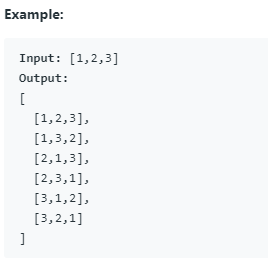 Example:
Input: [1,2,3]
Output:
[
  [1,2,3],
  [1,3,2],
  [2,1,3],
  [2,3,1],
  [3,1,2],
  [3,2,1]
]